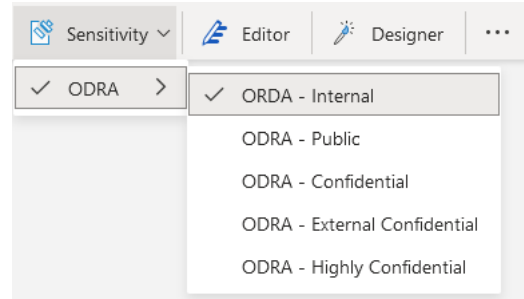 Sensitivity Editor Designer ...
ODRA
ORDA - Internal
ODRA - Public
ODRA - Confidential
ODRA - External Confidential
ODRA - Highly Confidential